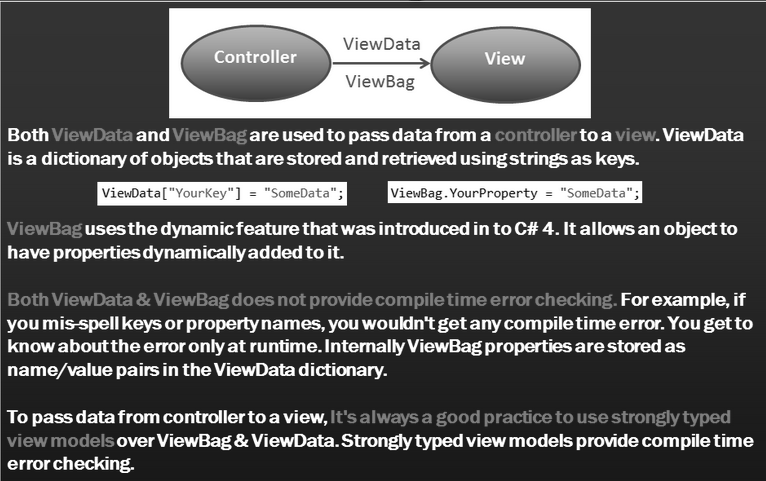 Controller
ViewData
ViewBag
View
Both ViewData and ViewBag are used to pass data from a controller to a view. ViewData
is a dictionary of objects that are stored and retrieved using strings as keys.
ViewData["YourKey"] = "SomeData";
ViewBag.YourProperty = "SomeData";
ViewBag uses the dynamic feature that was introduced in to C# 4. It allows an object to
have properties dynamically added to it.
Both ViewData & ViewBag does not provide compile time error checking. For example, if
you mis-spell keys or property names, you wouldn't get any compile time error. You get to
know about the error only at runtime. Internally ViewBag properties are stored as
name/value pairs in the ViewData dictionary.
To pass data from controller to a view, It's always a good practice to use strongly typed
view models over ViewBag & ViewData. Strongly typed view models provide compile time
error checking.